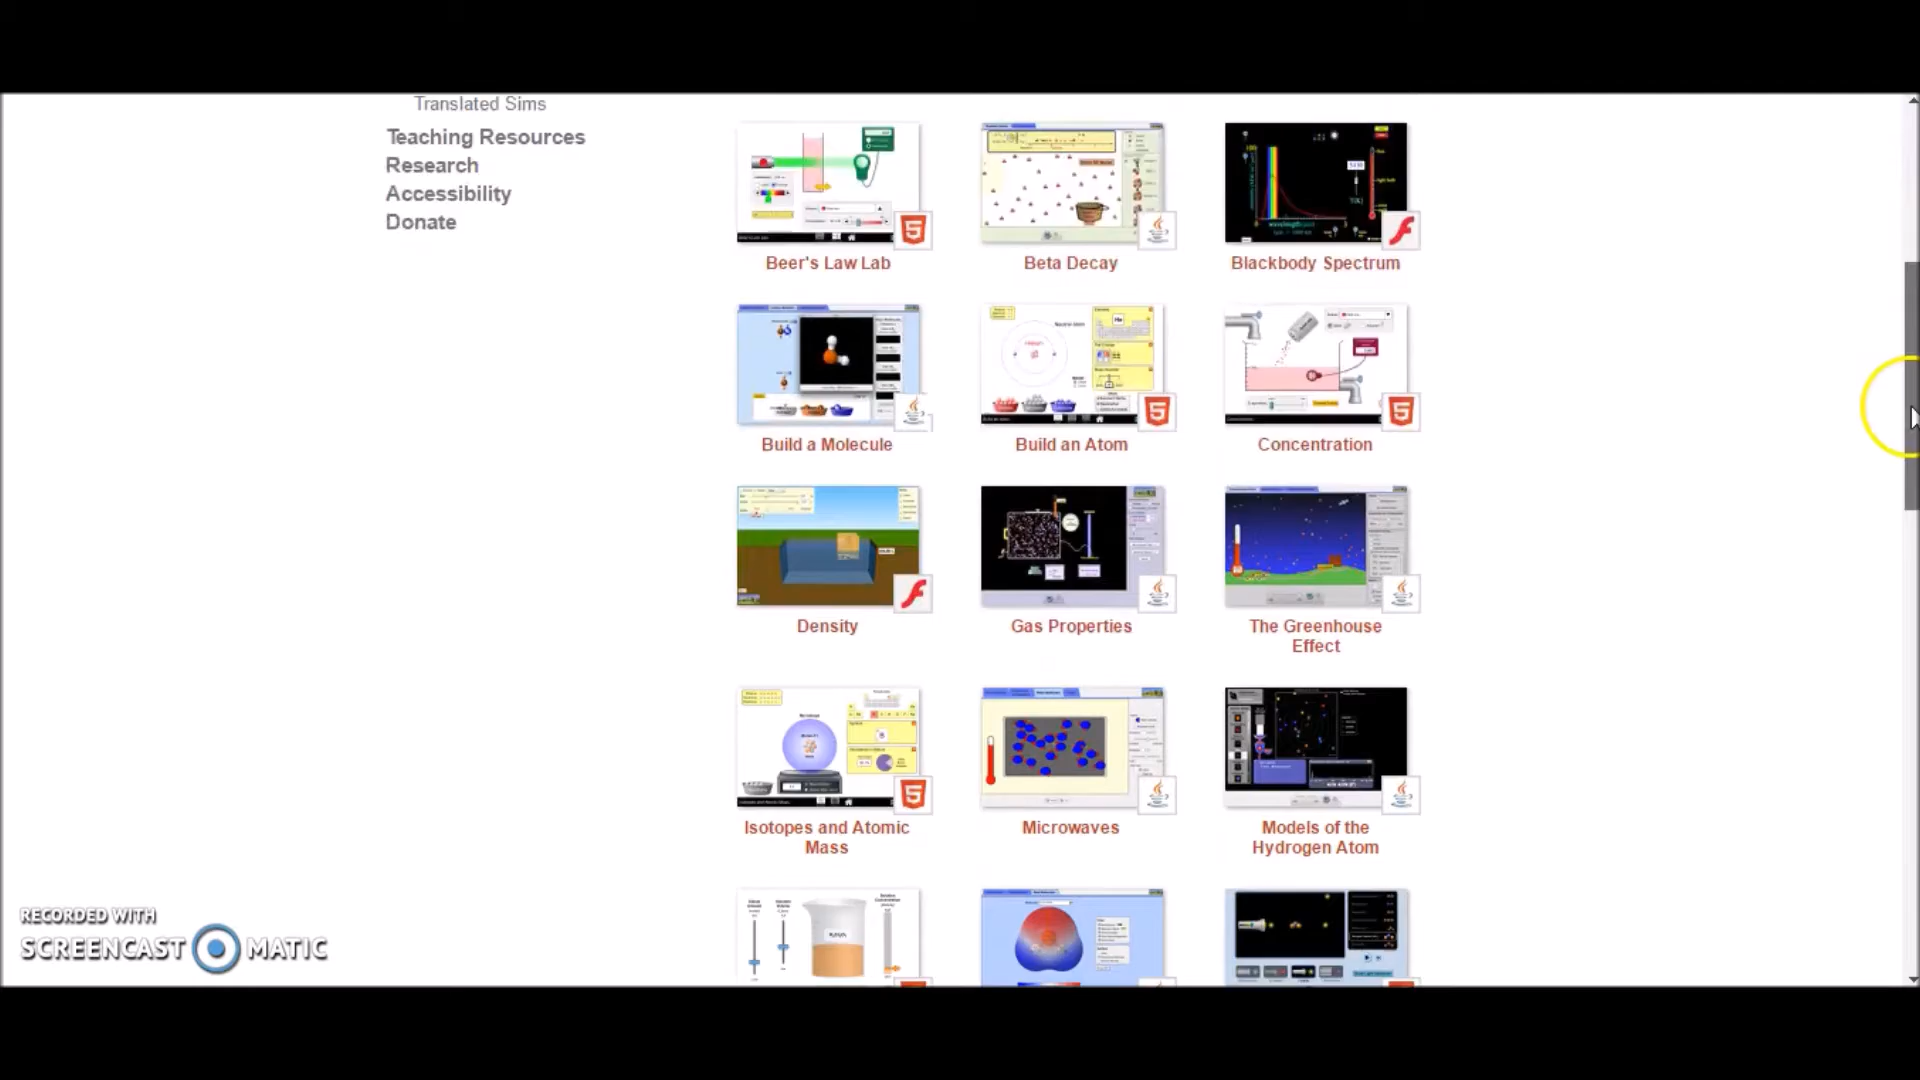 Translated Sims
Teaching Resources
Research
Accessibility
Donate
Beer's Law Lab
Beta Decay
Blackbody Spectrum
Build a Molecule
Build an Atom
Concentration
Density
Gas Properties
The Greenhouse
Effect
Isotopes and Atomic
Mass
Microwaves
Models of the
Hydrogen Atom
RECORDED WITH
SCREENCAST MATIC